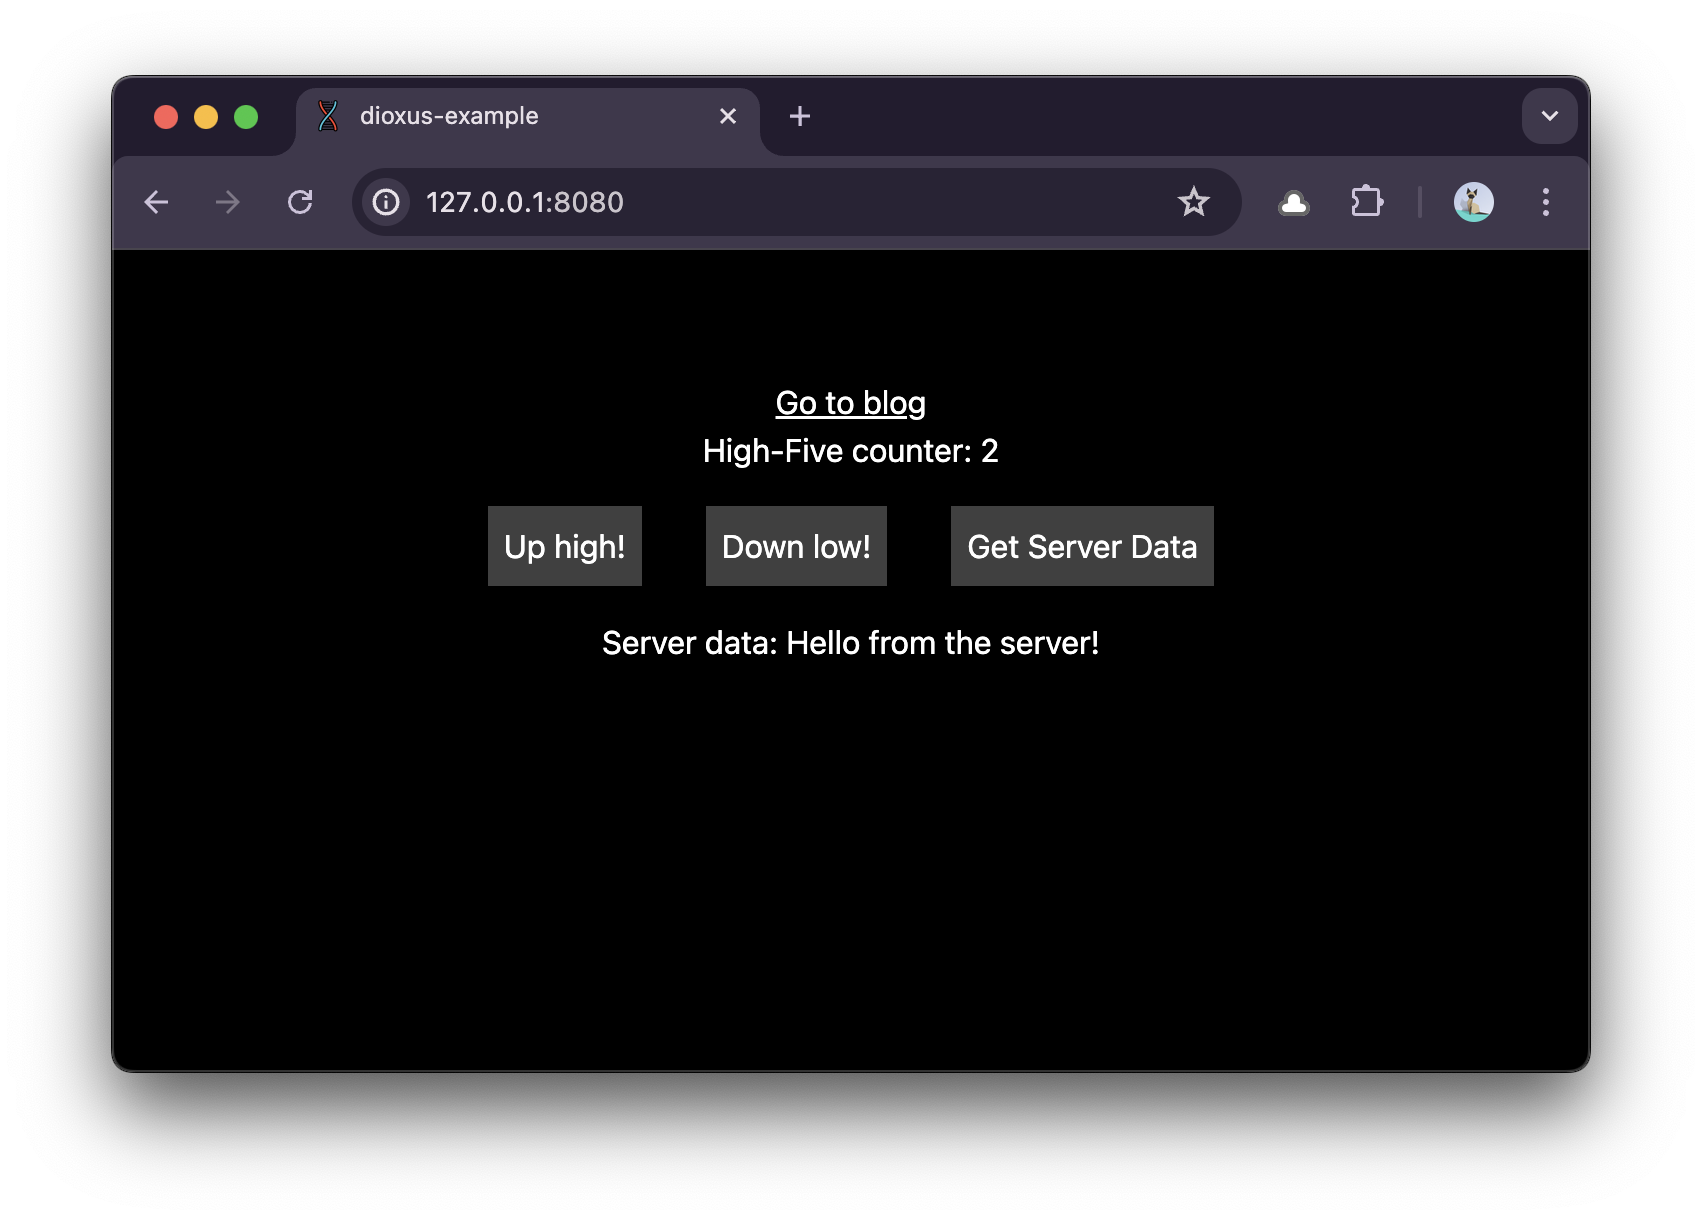 dioxus-example
127.0.0.1:8080
Go to blog
High-Five counter: 2
Up high! Down low! Get Server Data
Server data: Hello from the server!